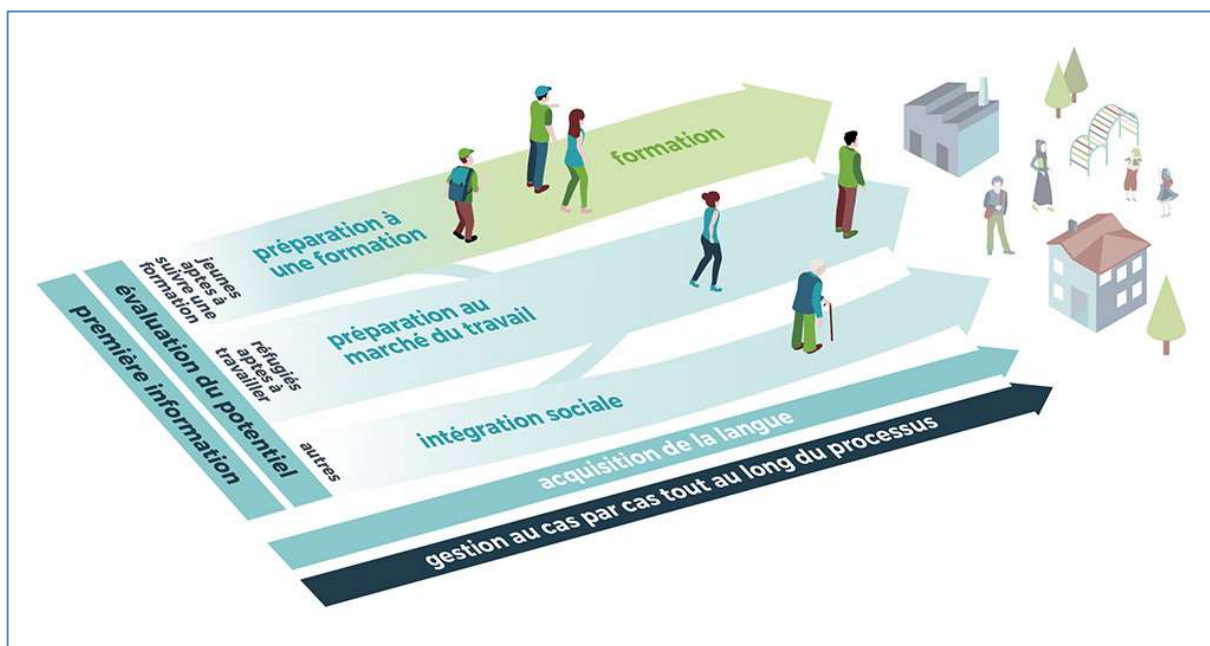 première information
évaluation du potentiel
jeunes
aptes à
suivre une
formation
préparation à
une formation
formation
réfugiés
aptes à
travailler
préparation au
marché du travail
autres
intégration sociale
acquisition de la langue
gestion au cas par cas tout au long du processus